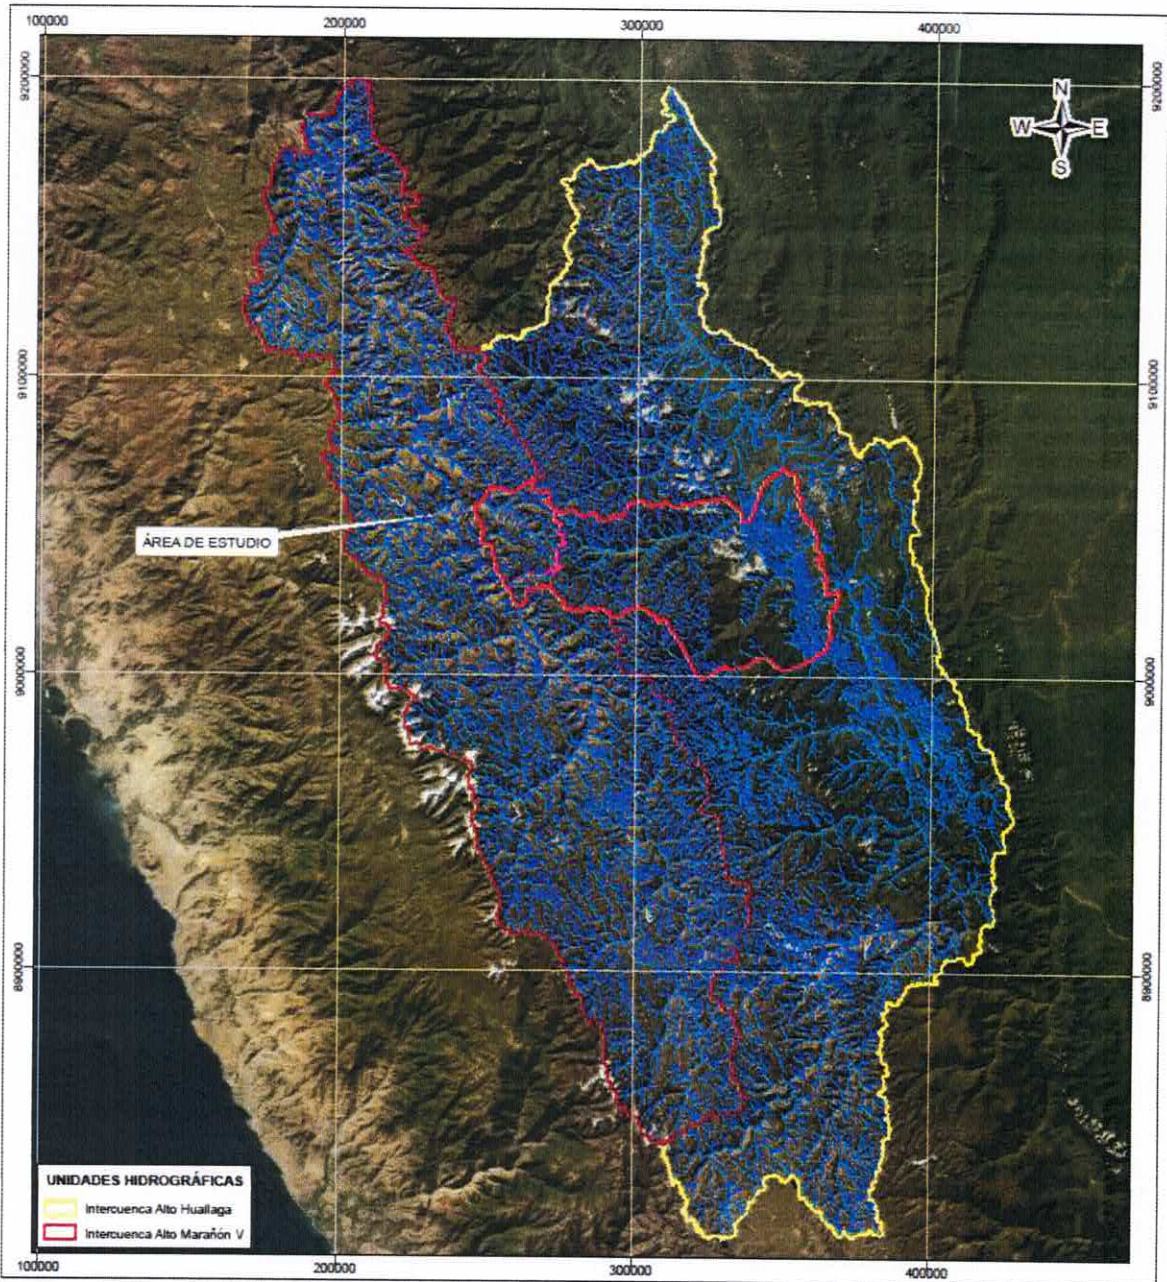 100000 200000 300000 400000
9200000 9200000
N
W E
S
9100000 9100000
ÁREA DE ESTUDIO
9000000 9000000
8900000 8900000
UNIDADES HIDROGRÁFICAS
Intercuenca Alto Huallaga
Intercuenca Alto Marañón V
100000 200000 300000 400000